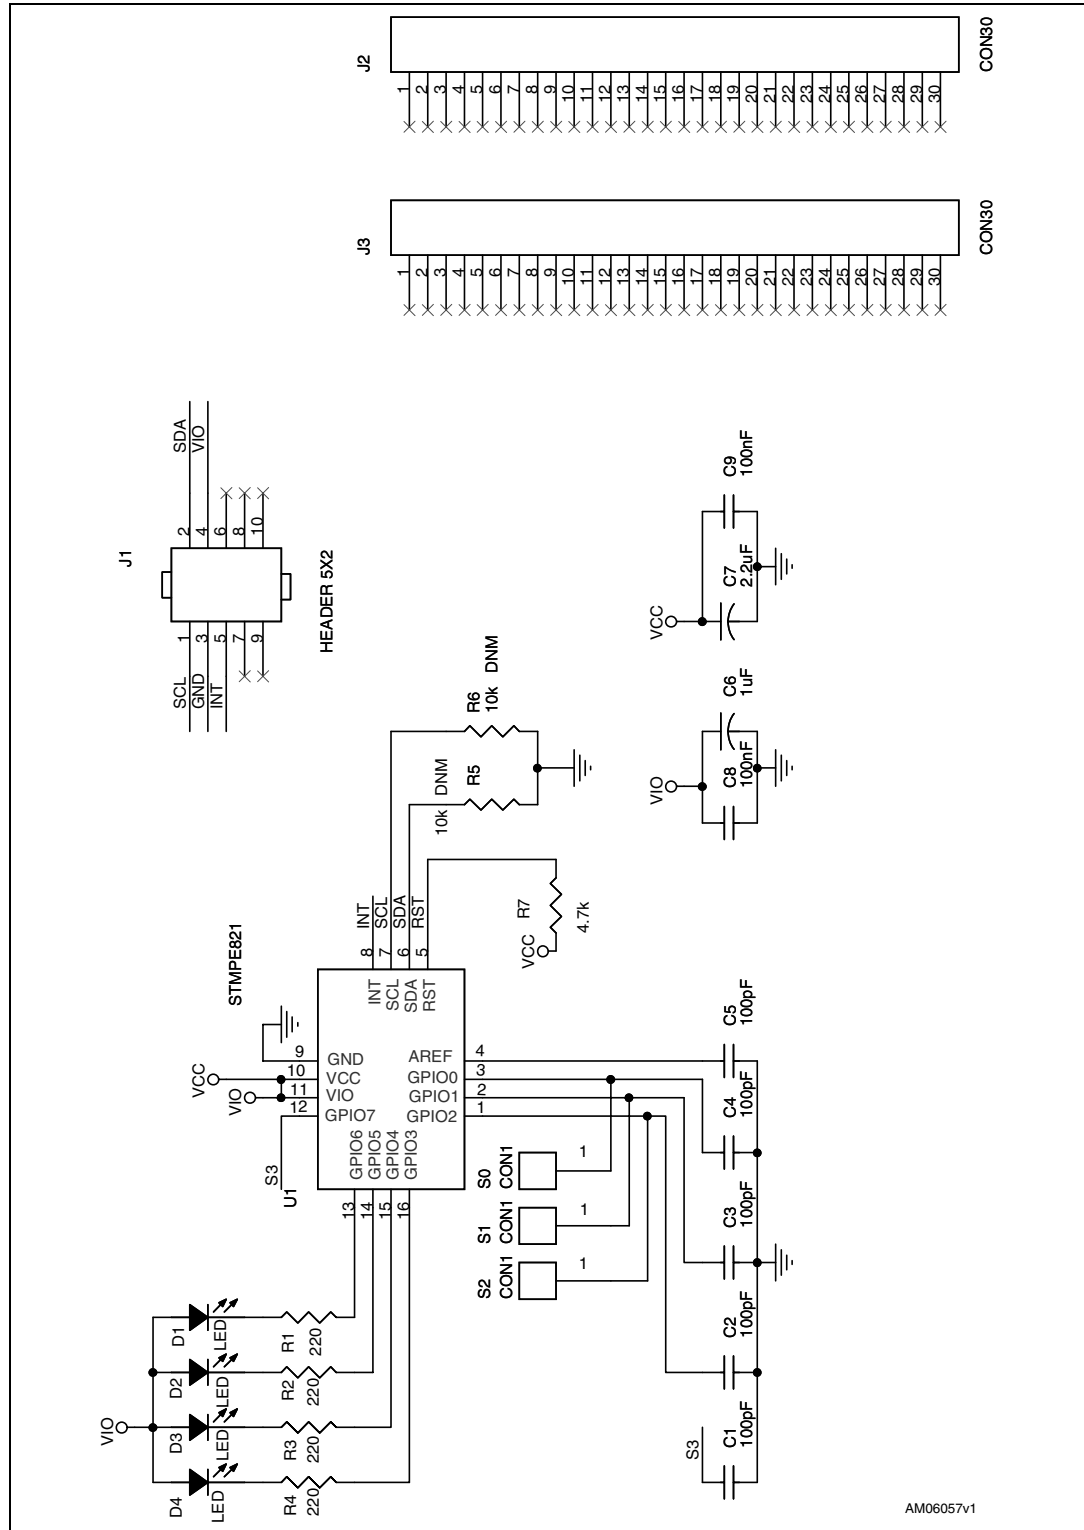 J2
CON30
1 2 3 4 5 6 7 8 9 10 11 12 13 14 15 16 17 18 19 20 21 22 23 24 25 26 27 28 29 30
J3
CON30
1 2 3 4 5 6 7 8 9 10 11 12 13 14 15 16 17 18 19 20 21 22 23 24 25 26 27 28 29 30
J1
SDA
VIO
2 4 6 8 10
1 3 5 7 9
SCL
GND
INT
HEADER 5X2
C9
100nF
C7
2.2uF
VCC
C6
1uF
C8
100nF
VIO
R6
10k DNM
R5
10k DNM
R7
4.7k
VCC
STMPE821
INT
SCL
SDA
RST
8 7 6 5
INT
SCL
SDA
RST
VCC
VIO
S3
U1
9 GND
10 VCC
11 VIO
12 GPIO7
AREF 4
GPIO0 3
GPIO1 2
GPIO2 1
GPIO6
GPIO5
GPIO4
GPIO3
13 14 15 16
S0
CON1
1
S1
CON1
1
S2
CON1
1
C5
100pF
C4
100pF
C3
100pF
C2
100pF
C1
100pF
S3
VIO
D1
LED
R1
220
D2
LED
R2
220
D3
LED
R3
220
D4
LED
R4
220
AM06057v1